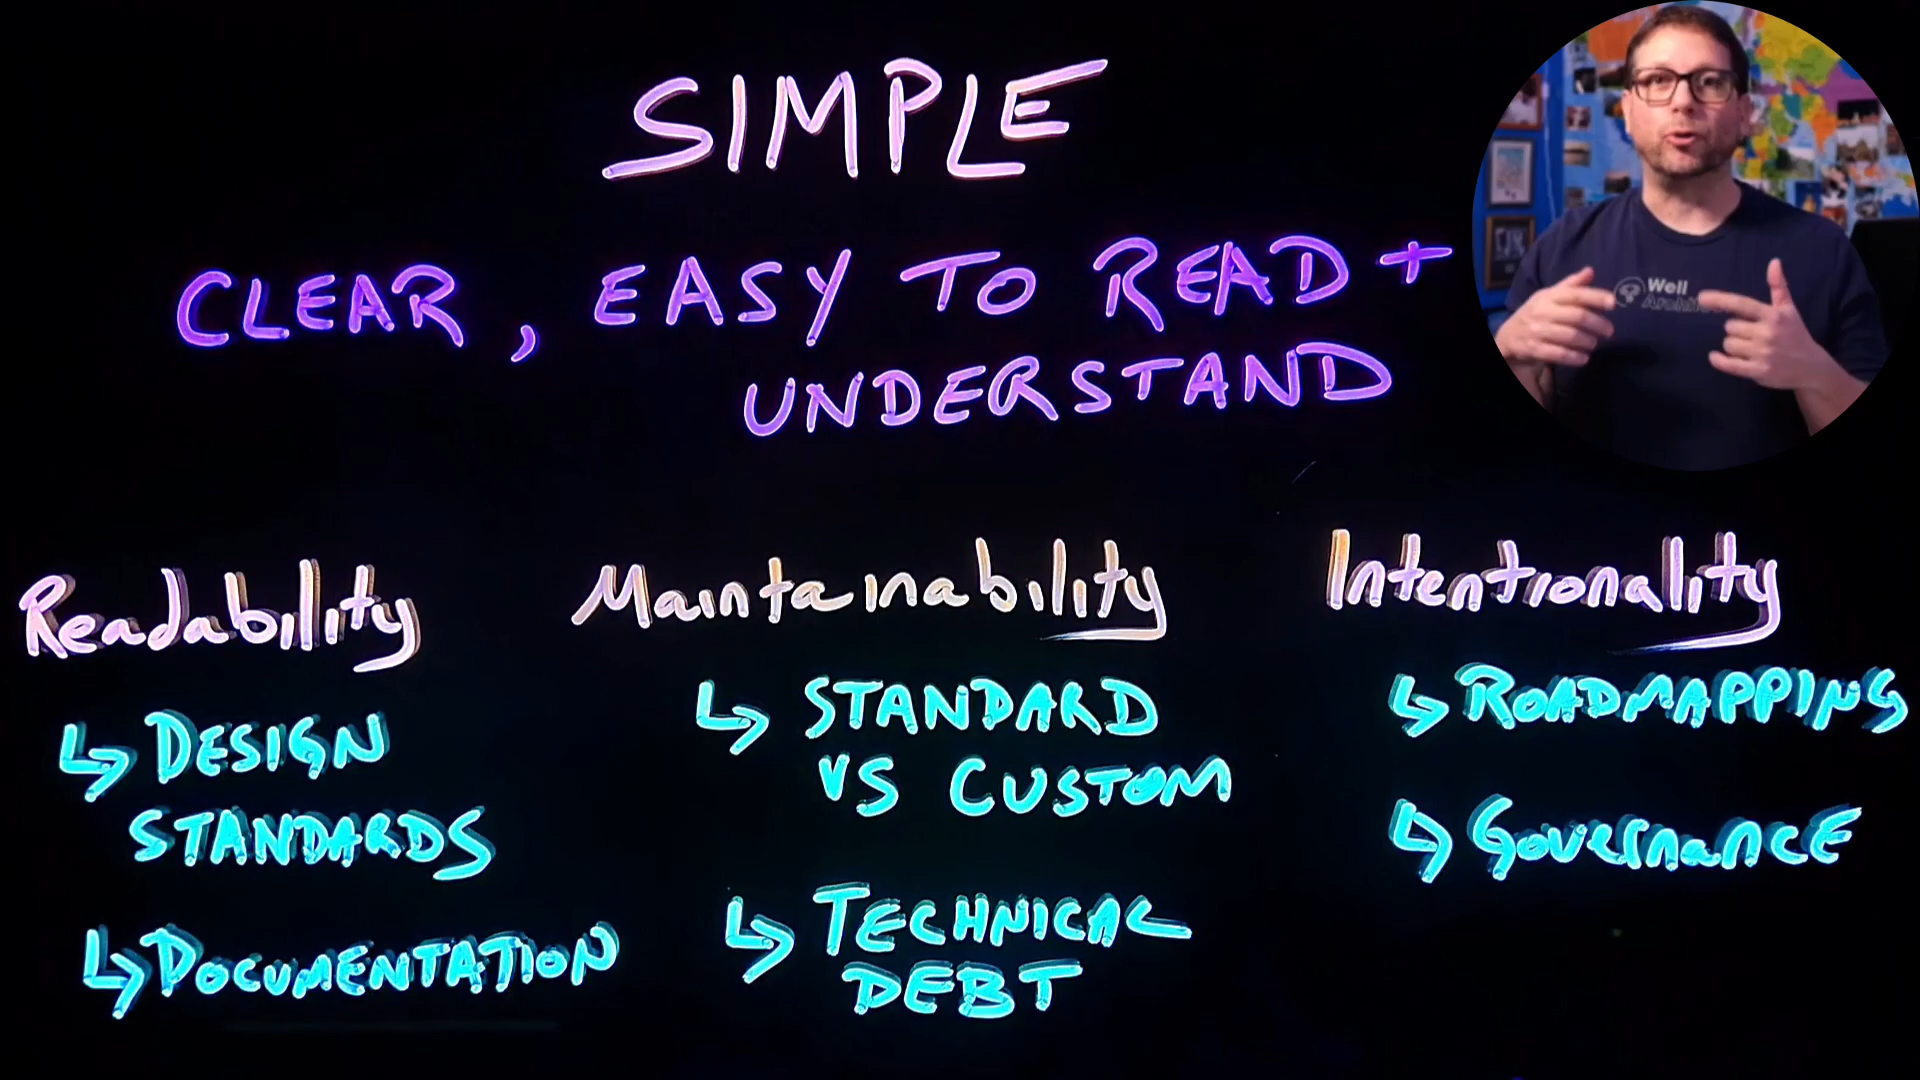 SIMPLE
CLEAR, EASY TO READ +
UNDERSTAND
Readability
↳ DESIGN
STANDARDS
↳ DOCUMENTATION
Maintainability
↳ STANDARD
VS CUSTOM
↳ TECHNICAL
DEBT
Intentionality
↳ ROADMAPPING
↳ GOVERNANCE
Well